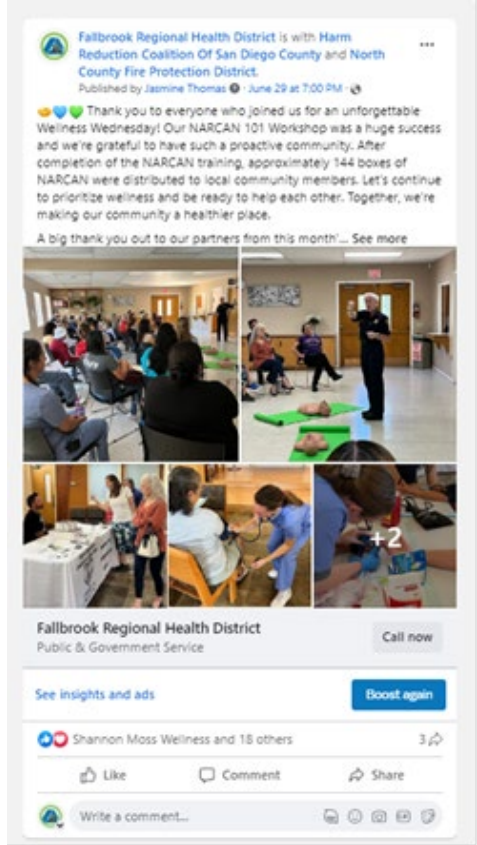 Fallbrook Regional Health District is with Harm
Reduction Coalition Of San Diego County and North
County Fire Protection District.
Published by Jasmine Thomas · June 29 at 7:00 PM ·
Thank you to everyone who joined us for an unforgettable
Wellness Wednesday! Our NARCAN 101 Workshop was a huge success
and we're grateful to have such a proactive community. After
completion of the NARCAN training, approximately 144 boxes of
NARCAN were distributed to local community members. Let's continue
to prioritize wellness and be ready to help each other. Together, we're
making our community a healthier place.
A big thank you out to our partners from this month'... See more
+2
Fallbrook Regional Health District
Public & Government Service
Call now
See insights and ads
Boost again
Shannon Moss Wellness and 18 others
3
Like
Comment
Share
Write a comment...